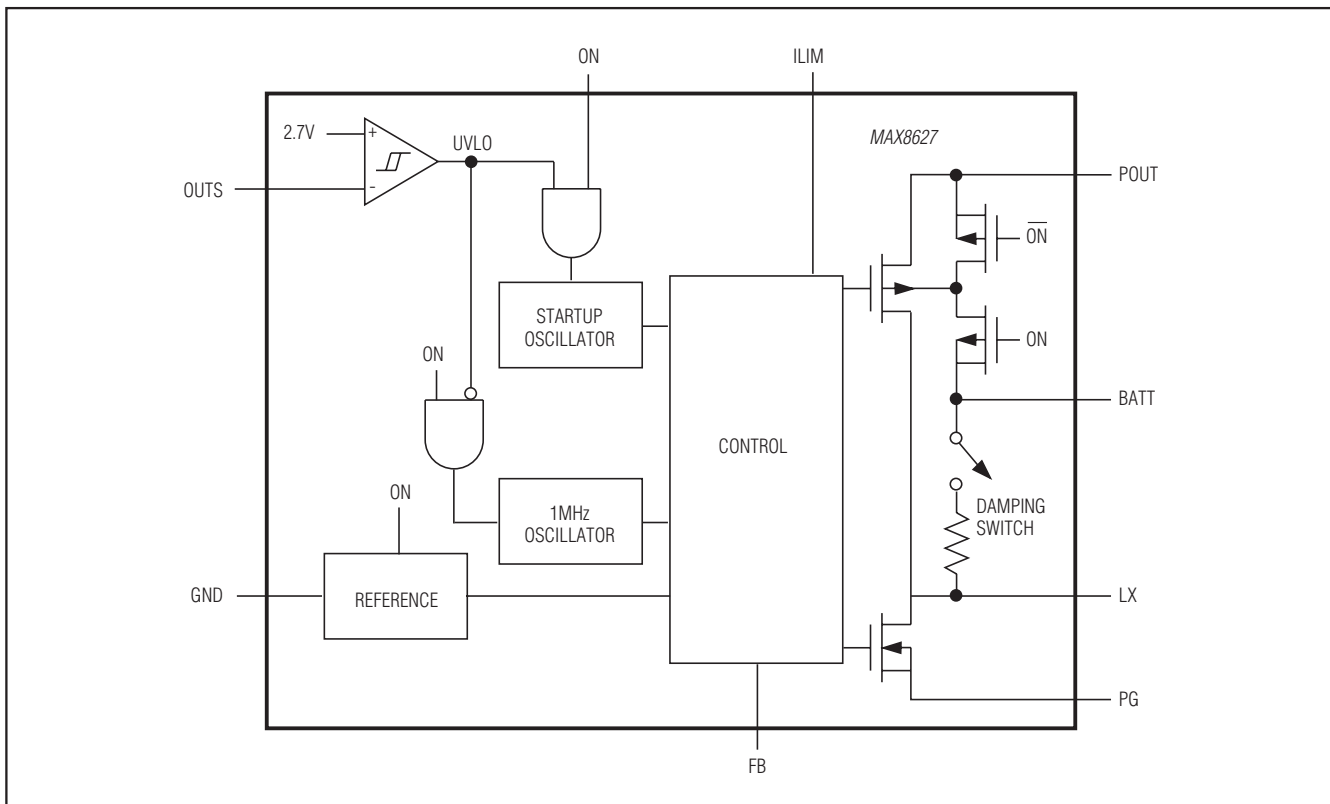 ON
ILIM
2.7V
+
UVLO
MAX8627
OUTS
-
POUT
O̅N̅
STARTUP
OSCILLATOR
ON
ON
BATT
CONTROL
ON
1MHz
OSCILLATOR
DAMPING
SWITCH
GND
REFERENCE
LX
PG
FB